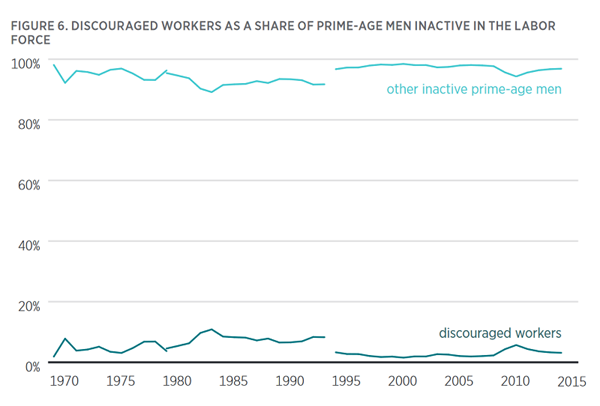 FIGURE 6. DISCOURAGED WORKERS AS A SHARE OF PRIME-AGE MEN INACTIVE IN THE LABOR
FORCE
100%
other inactive prime-age men
80%
60%
40%
20%
discouraged workers
0%
1970 1975 1980 1985 1990 1995 2000 2005 2010 2015